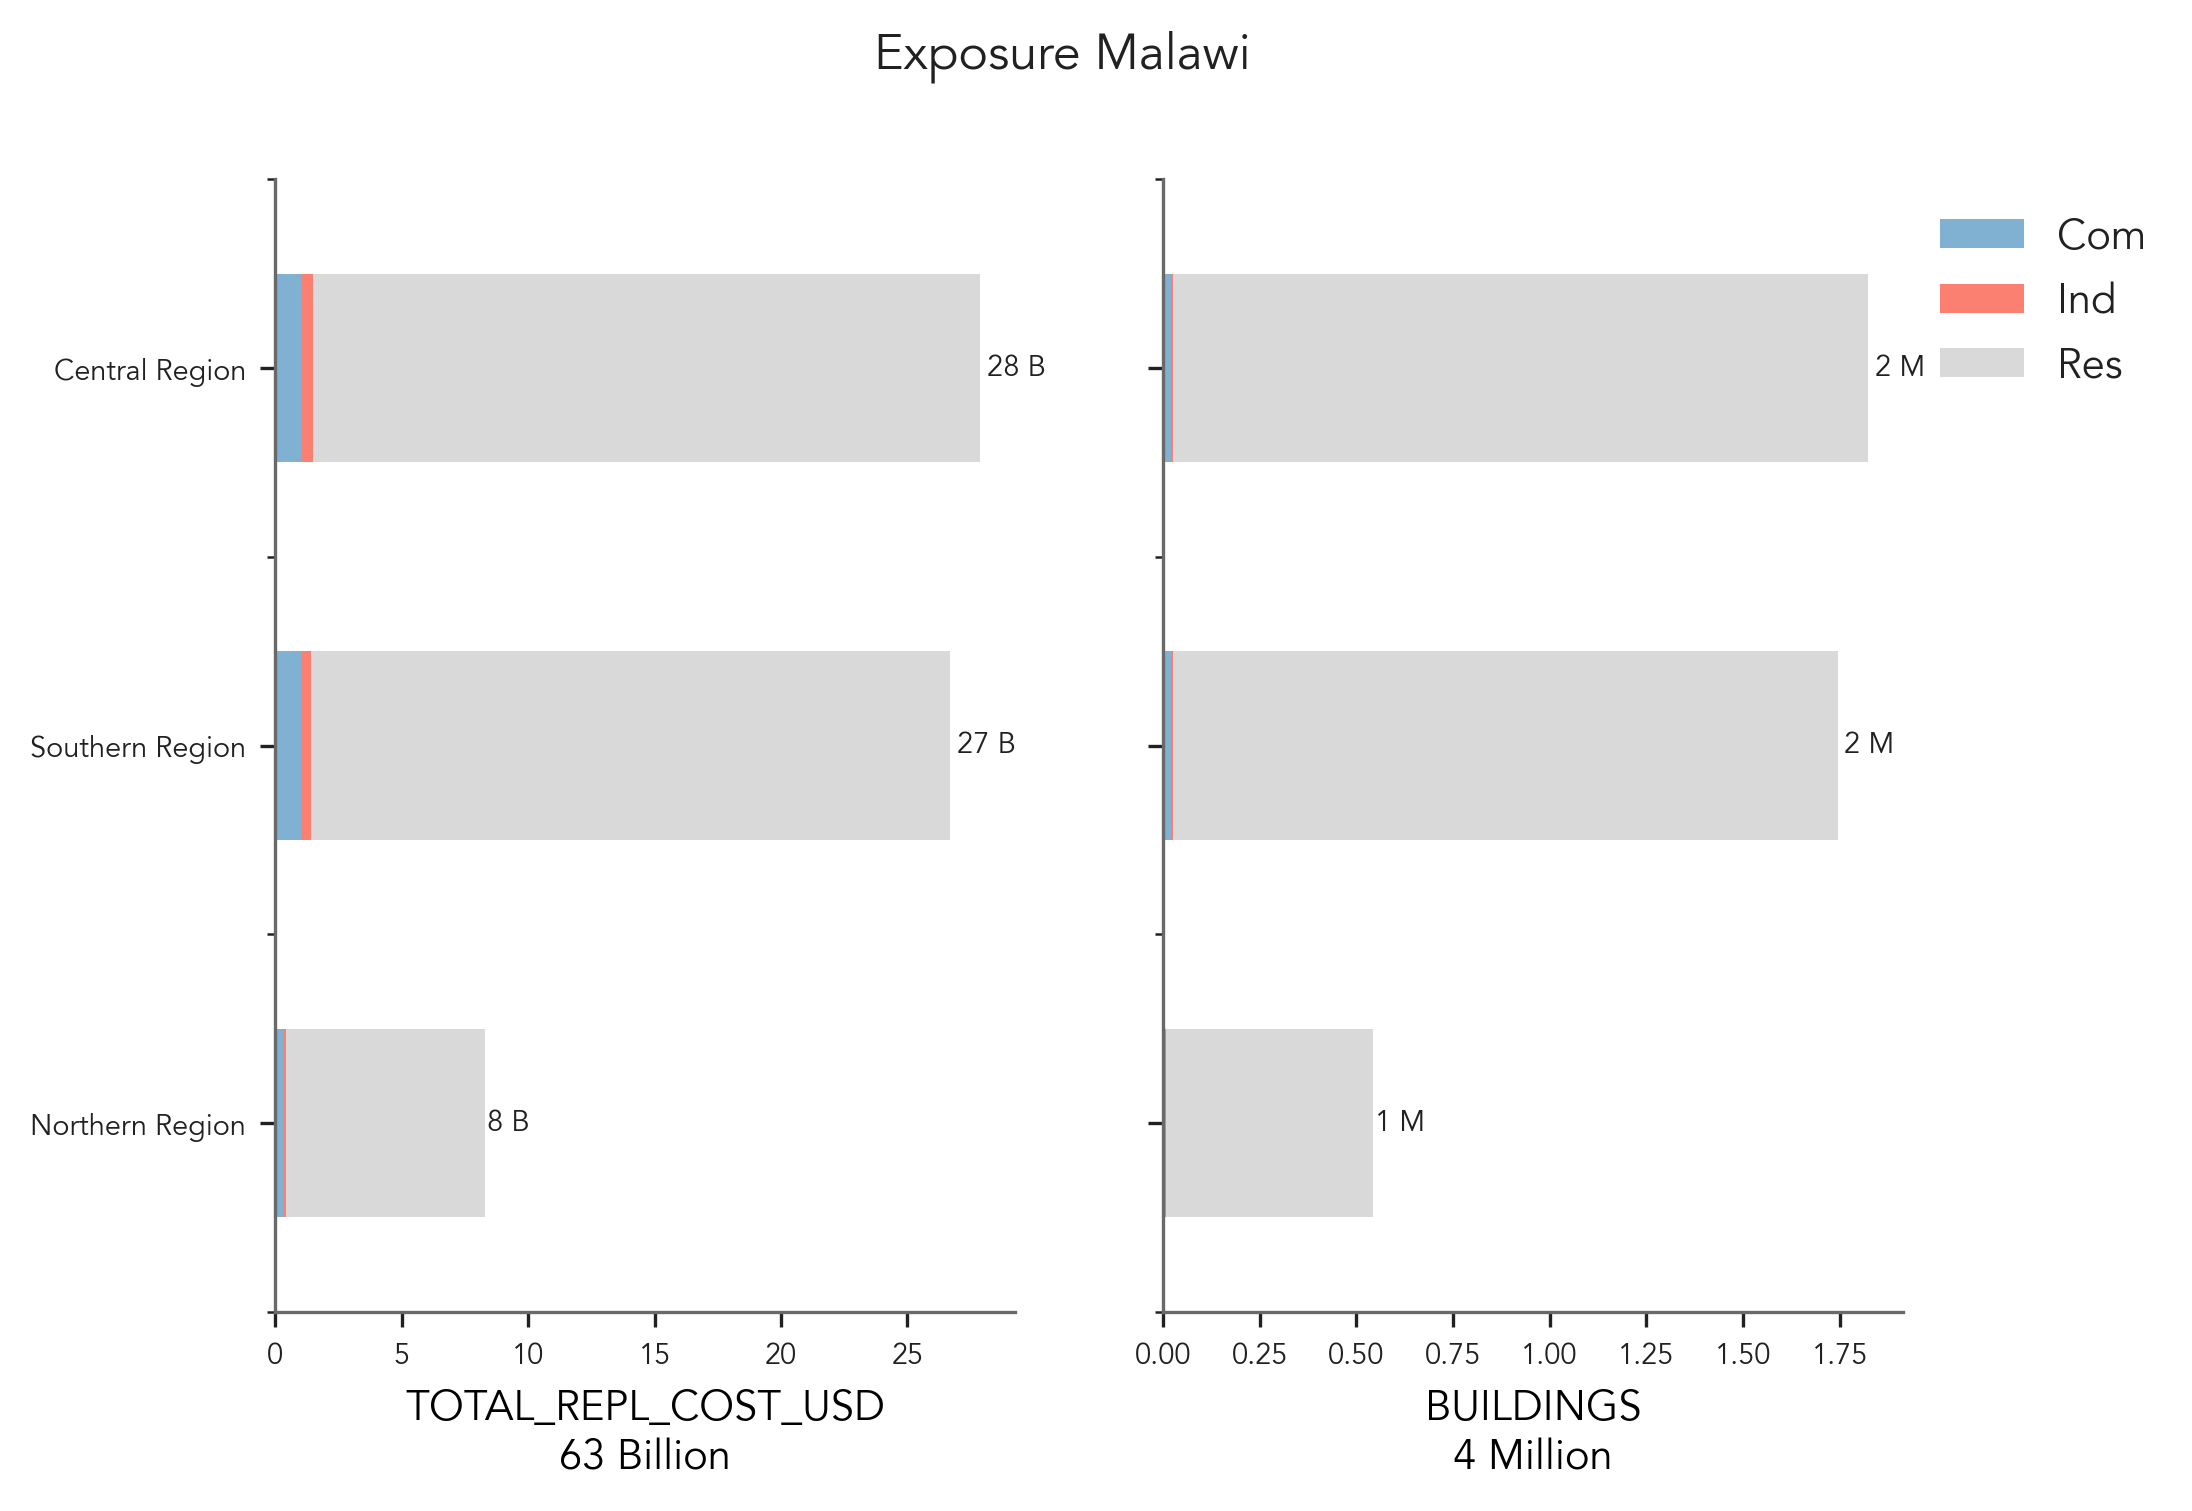 Exposure Malawi
Central Region
Southern Region
Northern Region
28 B
27 B
8 B
0 5 10 15 20 25
TOTAL_REPL_COST_USD
63 Billion
2 M
2 M
1 M
0.00 0.25 0.50 0.75 1.00 1.25 1.50 1.75
BUILDINGS
4 Million
Com
Ind
Res